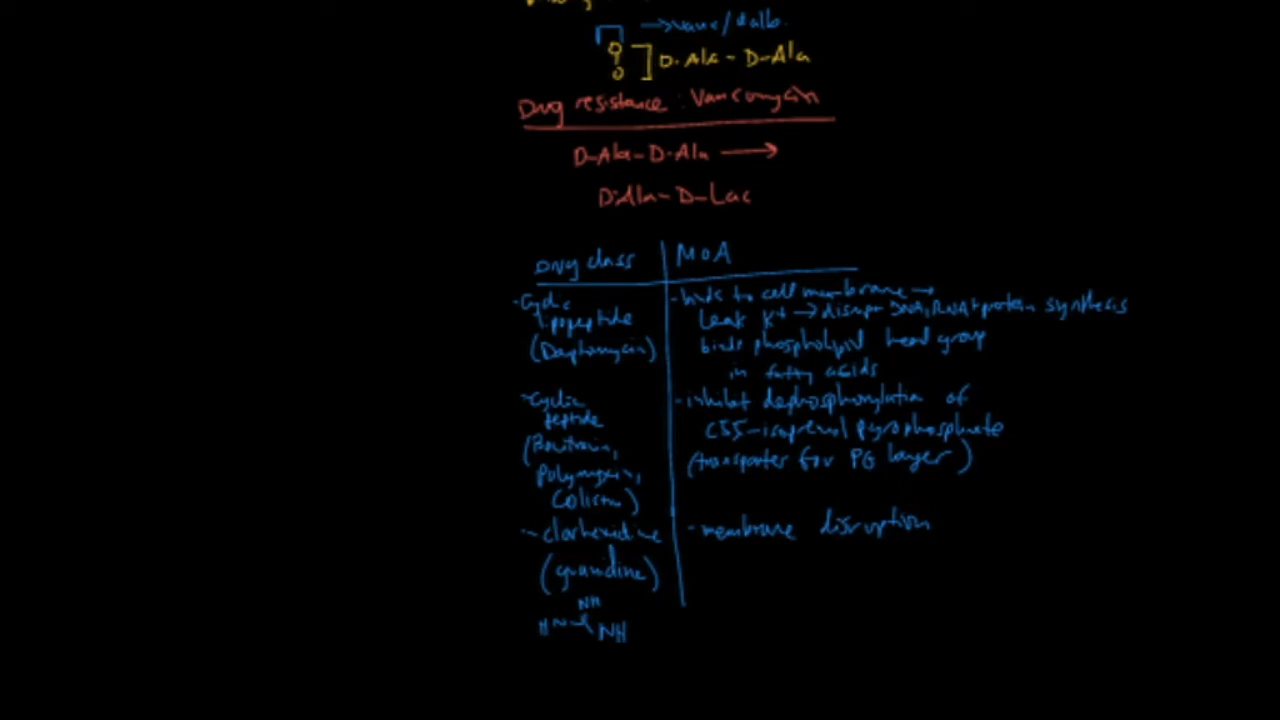 → vanc/dalb.
D-Ala - D-Ala
Drug resistance: Vancomycin
D-Ala-D-Ala →
D-Ala-D-Lac
Drug class | MOA
-Cyclic
lipopeptide
(Daptomycin)
-binds to cell membrane →
Leak K+ → disrupt DNA, RNA + protein synthesis
binds phospholipid head group
in fatty acids
-Cyclic
peptide
(Bacitracin,
Polymyxin,
Colistin)
-inhibit dephosphorylation of
C55-isoprenyl pyrophosphate
(transporter for PG layer)
-clorhexidine
(guanidine)
-membrane disruption
NH
NH